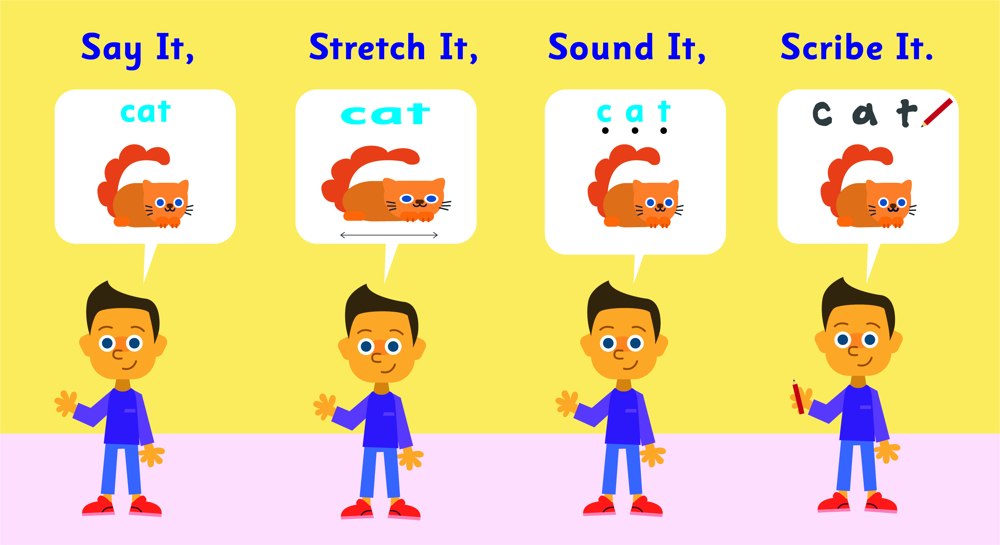 Say It,
Stretch It,
Sound It,
Scribe It.
cat
cat
c a t
c a t